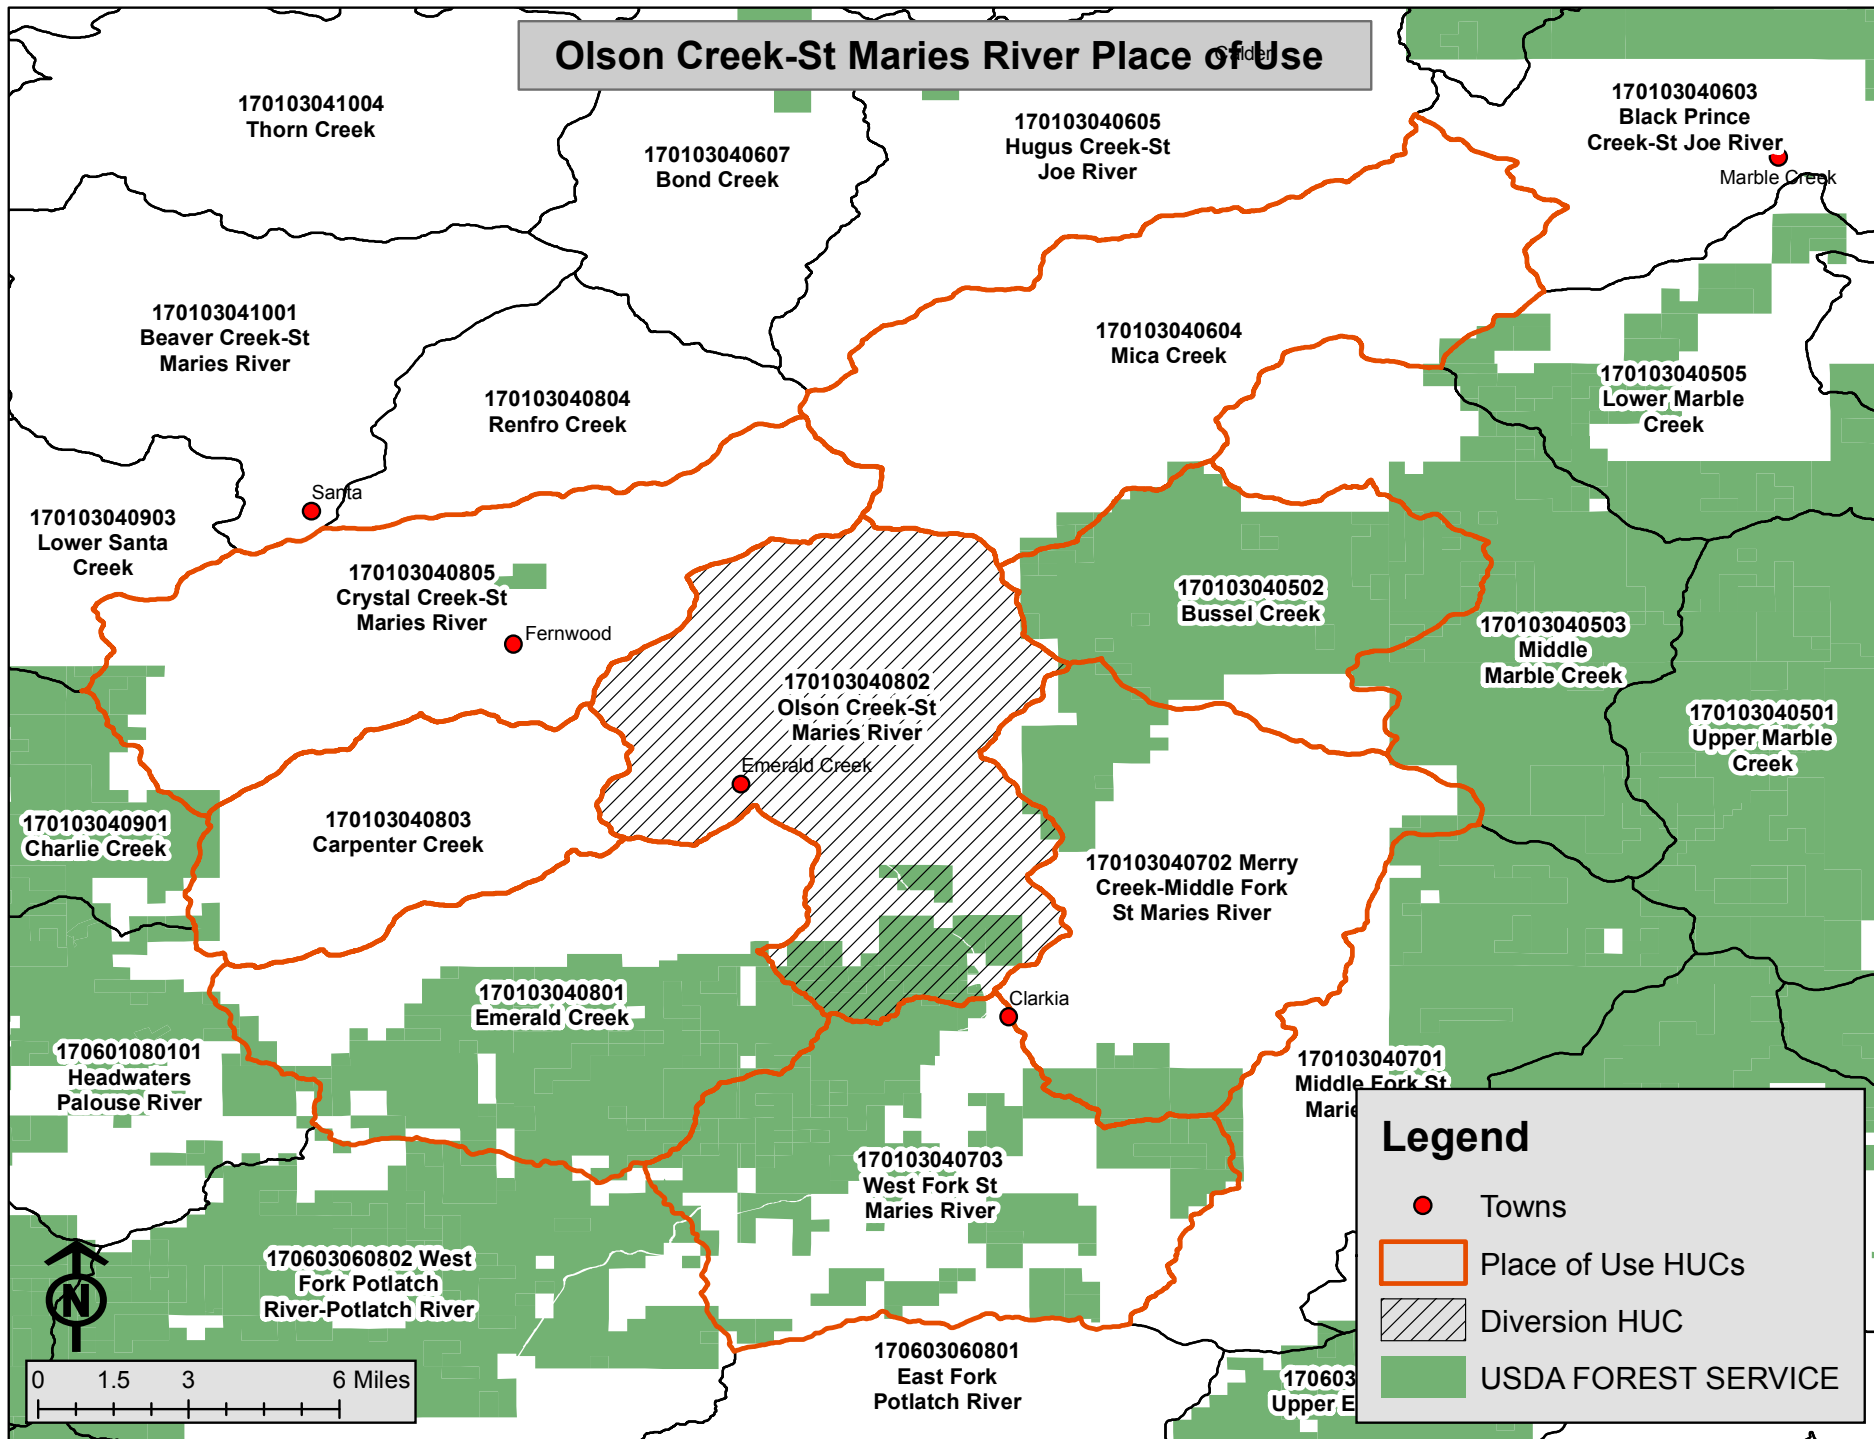 Olson Creek-St Maries River Place of Use
Calder
170103041004
Thorn Creek
170103040607
Bond Creek
170103040605
Hugus Creek-St
Joe River
170103040603
Black Prince
Creek-St Joe River
Marble Creek
170103041001
Beaver Creek-St
Maries River
170103040804
Renfro Creek
170103040604
Mica Creek
170103040505
Lower Marble
Creek
Santa
170103040903
Lower Santa
Creek
170103040805
Crystal Creek-St
Maries River
Fernwood
170103040502
Bussel Creek
170103040503
Middle
Marble Creek
170103040802
Olson Creek-St
Maries River
170103040501
Upper Marble
Creek
Emerald Creek
170103040901
Charlie Creek
170103040803
Carpenter Creek
170103040702 Merry
Creek-Middle Fork
St Maries River
170103040801
Emerald Creek
Clarkia
170601080101
Headwaters
Palouse River
170103040701
Middle Fork St
Marie
170103040703
West Fork St
Maries River
170603060802 West
Fork Potlatch
River-Potlatch River
170603060801
East Fork
Potlatch River
170603
Upper E
N
0 1.5 3 6 Miles
Legend
Towns
Place of Use HUCs
Diversion HUC
USDA FOREST SERVICE